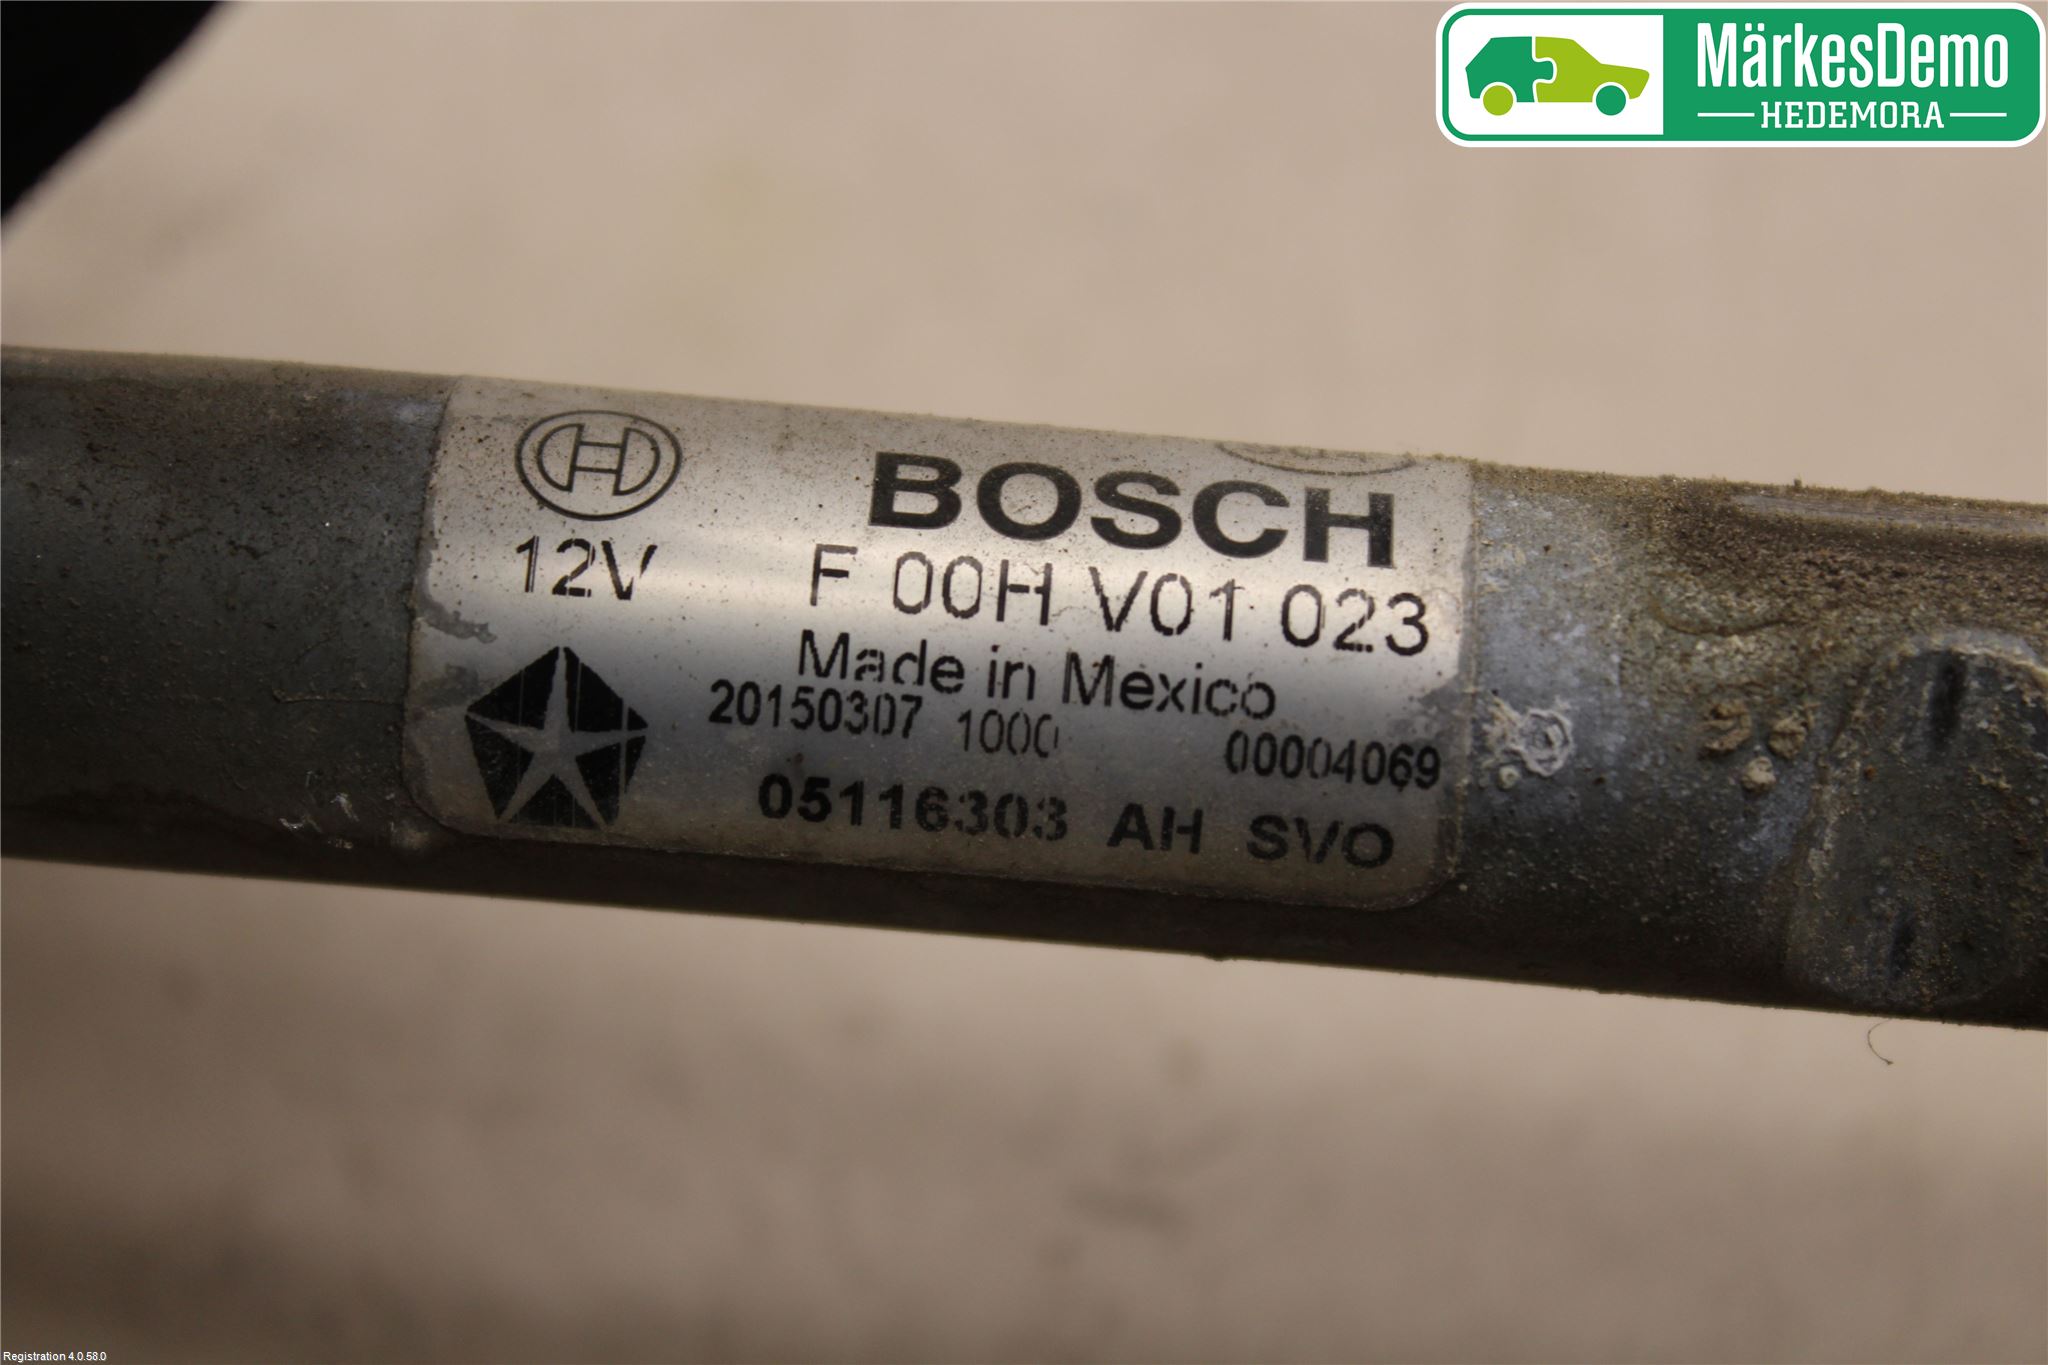 MärkesDemo
HEDEMORA
BOSCH
12V F 00H V01 023
Made in Mexico
20150307 1000 00004069
05116303 AH SVO
Registration 4.0.58.0